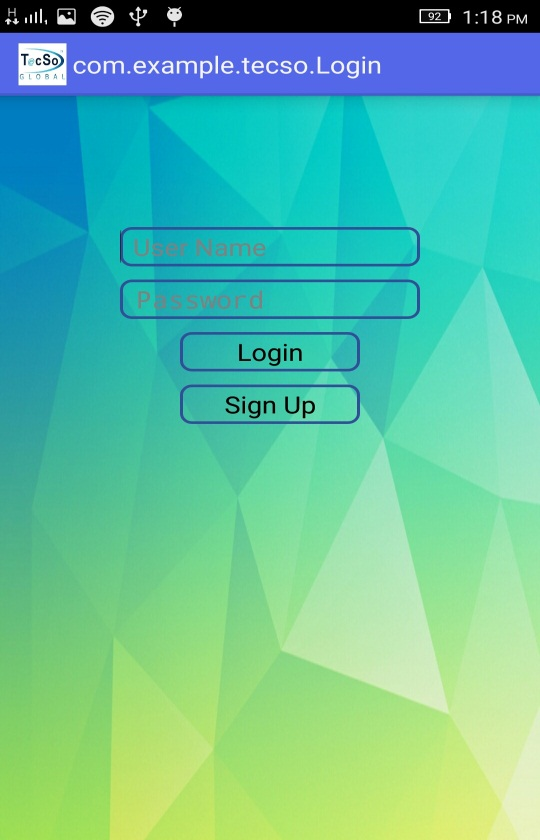 H
92
1:18 PM
TecSo
GLOBAL
com.example.tecso.Login
User Name
Password
Login
Sign Up